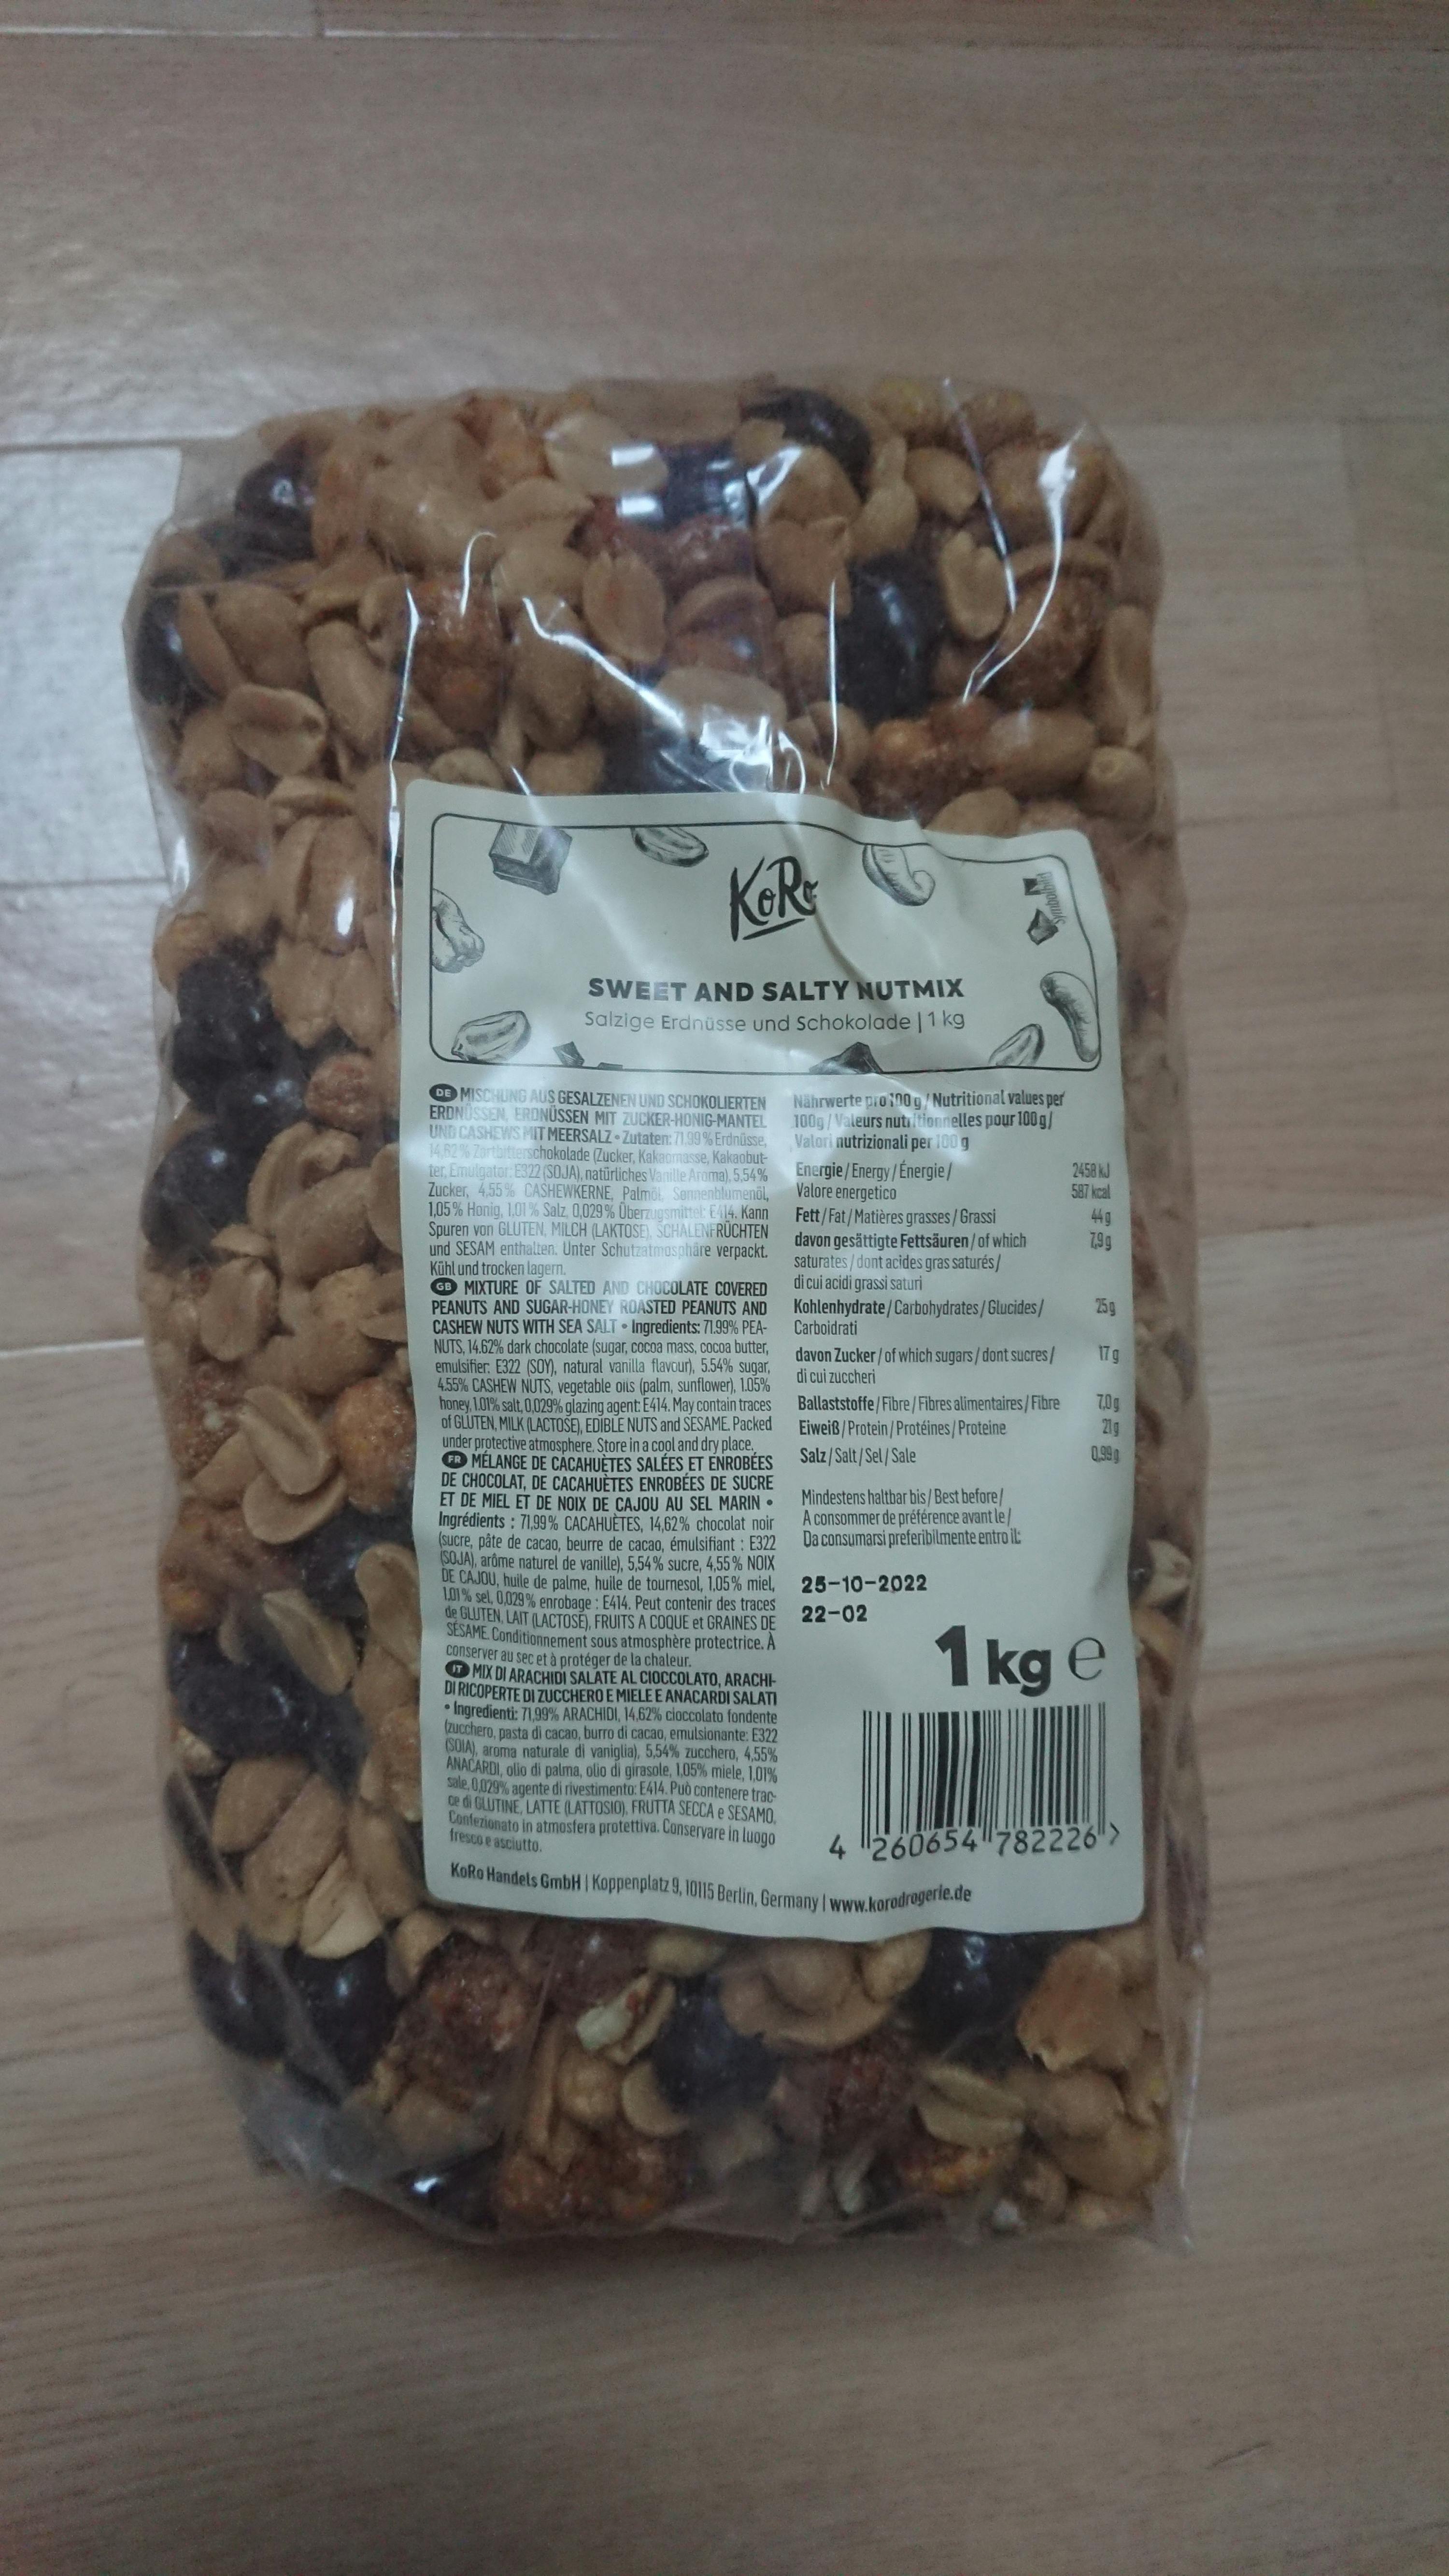 KoRo
Symbolbild
SWEET AND SALTY NUTMIX
Salzige Erdnüsse und Schokolade | 1 kg
DE MISCHUNG AUS GESALZENEN UND SCHOKOLIERTEN
ERDNÜSSEN, ERDNÜSSEN MIT ZUCKER-HONIG-MANTEL
UND CASHEWS MIT MEERSALZ • Zutaten: 71,99% Erdnüsse,
14,62% Zartbitterschokolade (Zucker, Kakaomasse, Kakaobut-
ter, Emulgator: E322 (SOJA), natürliches Vanille Aroma), 5,54%
Zucker, 4,55% CASHEWKERNE, Palmöl, Sonnenblumenöl,
1,05% Honig, 1,01% Salz, 0,029% Überzugsmittel: E414. Kann
Spuren von GLUTEN, MILCH (LAKTOSE), SCHALENFRÜCHTEN
und SESAM enthalten. Unter Schutzatmosphäre verpackt.
Kühl und trocken lagern.
GB MIXTURE OF SALTED AND CHOCOLATE COVERED
PEANUTS AND SUGAR-HONEY ROASTED PEANUTS AND
CASHEW NUTS WITH SEA SALT • Ingredients: 71.99% PEA-
NUTS, 14.62% dark chocolate (sugar, cocoa mass, cocoa butter,
emulsifier: E322 (SOY), natural vanilla flavour), 5.54% sugar,
4.55% CASHEW NUTS, vegetable oils (palm, sunflower), 1.05%
honey, 1.01% salt, 0,029% glazing agent: E414. May contain traces
of GLUTEN, MILK (LACTOSE), EDIBLE NUTS and SESAME. Packed
under protective atmosphere. Store in a cool and dry place.
FR MÉLANGE DE CACAHUÈTES SALÉES ET ENROBÉES
DE CHOCOLAT, DE CACAHUÈTES ENROBÉES DE SUCRE
ET DE MIEL ET DE NOIX DE CAJOU AU SEL MARIN •
Ingrédients : 71,99% CACAHUÈTES, 14,62% chocolat noir
(sucre, pâte de cacao, beurre de cacao, émulsifiant : E322
(SOJA), arôme naturel de vanille), 5,54% sucre, 4,55% NOIX
DE CAJOU, huile de palme, huile de tournesol, 1,05% miel,
1,01% sel, 0,029% enrobage : E414. Peut contenir des traces
de GLUTEN, LAIT (LACTOSE), FRUITS A COQUE et GRAINES DE
SÉSAME. Conditionnement sous atmosphère protectrice. À
conserver au sec et à protéger de la chaleur.
IT MIX DI ARACHIDI SALATE AL CIOCCOLATO, ARACHI-
DI RICOPERTE DI ZUCCHERO E MIELE E ANACARDI SALATI
• Ingredienti: 71,99% ARACHIDI, 14,62% cioccolato fondente
(zucchero, pasta di cacao, burro di cacao, emulsionante: E322
(SOIA), aroma naturale di vaniglia), 5,54% zucchero, 4,55%
ANACARDI, olio di palma, olio di girasole, 1,05% miele, 1,01%
sale, 0,029% agente di rivestimento: E414. Può contenere trac-
ce di GLUTINE, LATTE (LATTOSIO), FRUTTA SECCA e SESAMO.
Confezionato in atmosfera protettiva. Conservare in luogo
fresco e asciutto.
Nährwerte pro 100 g / Nutritional values per
100g / Valeurs nutritionnelles pour 100 g /
Valori nutrizionali per 100 g
Energie / Energy / Énergie / 2458 kJ
Valore energetico 587 kcal
Fett / Fat / Matières grasses / Grassi 44 g
davon gesättigte Fettsäuren / of which 7,9 g
saturates / dont acides gras saturés /
di cui acidi grassi saturi
Kohlenhydrate / Carbohydrates / Glucides / 25 g
Carboidrati
davon Zucker / of which sugars / dont sucres / 17 g
di cui zuccheri
Ballaststoffe / Fibre / Fibres alimentaires / Fibre 7,0 g
Eiweiß / Protein / Protéines / Proteine 21 g
Salz / Salt / Sel / Sale 0,99 g
Mindestens haltbar bis / Best before /
A consommer de préférence avant le /
Da consumarsi preferibilmente entro il:
25-10-2022
22-02
1 kg e
4 260654 782226 >
KoRo Handels GmbH | Koppenplatz 9, 10115 Berlin, Germany | www.korodrogerie.de